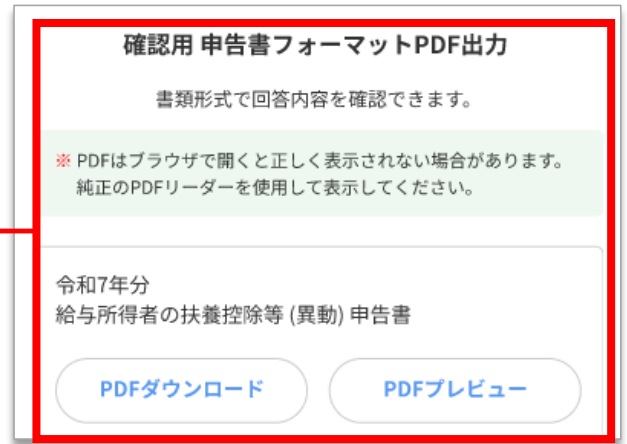 確認用 申告書フォーマットPDF出力
書類形式で回答内容を確認できます。
※ PDFはブラウザで開くと正しく表示されない場合があります。
純正のPDFリーダーを使用して表示してください。
令和7年分
給与所得者の扶養控除等 (異動) 申告書
PDFダウンロード
PDFプレビュー